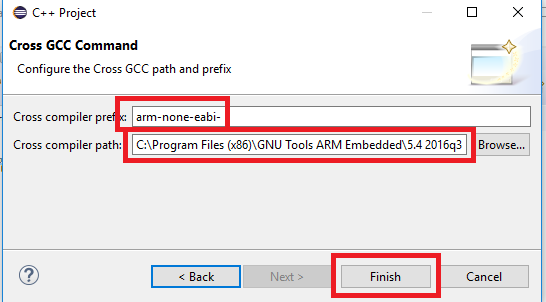 C++ Project
Cross GCC Command
Configure the Cross GCC path and prefix
Cross compiler prefix: arm-none-eabi-
Cross compiler path: C:\Program Files (x86)\GNU Tools ARM Embedded\5.4 2016q3 Browse...
? < Back Next > Finish Cancel